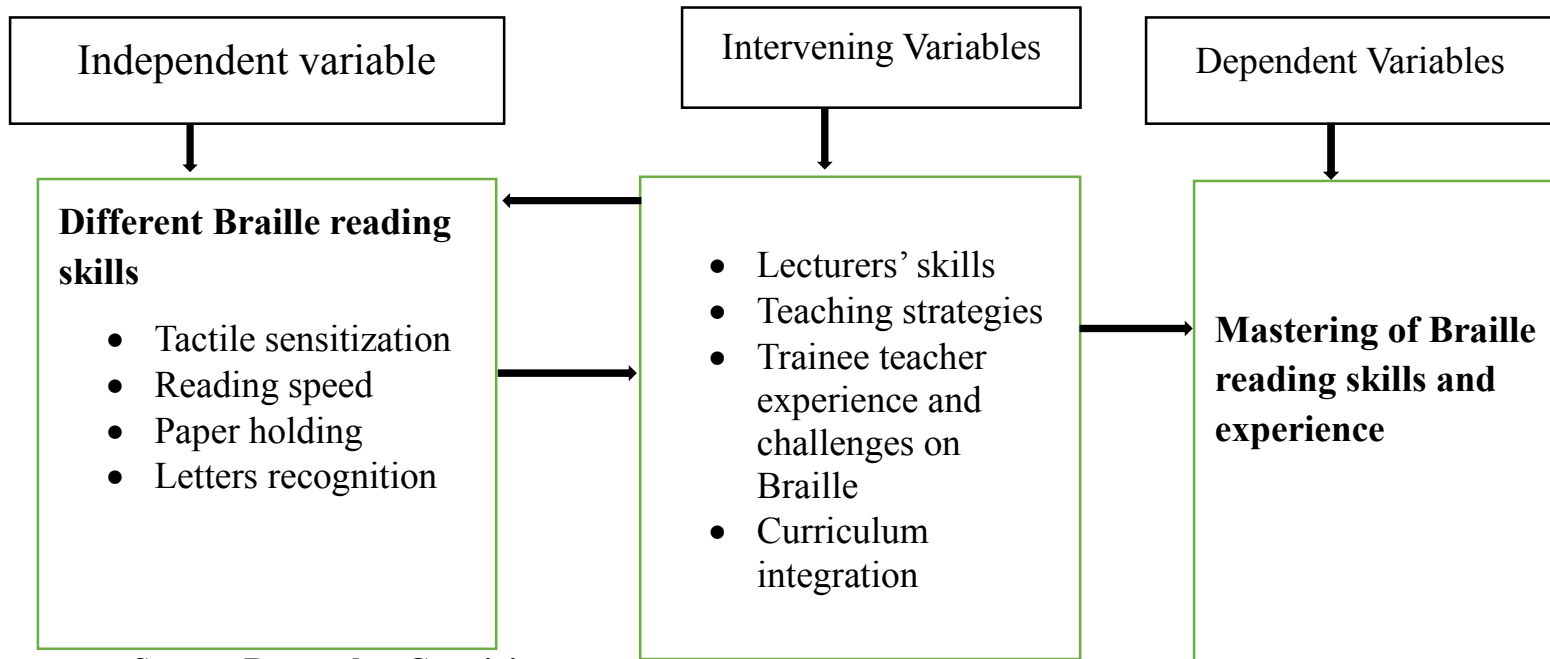 Independent variable
Intervening Variables
Dependent Variables
Different Braille reading
skills
• Tactile sensitization
• Reading speed
• Paper holding
• Letters recognition
• Lecturers’ skills
• Teaching strategies
• Trainee teacher
experience and
challenges on
Braille
• Curriculum
integration
Mastering of Braille
reading skills and
experience